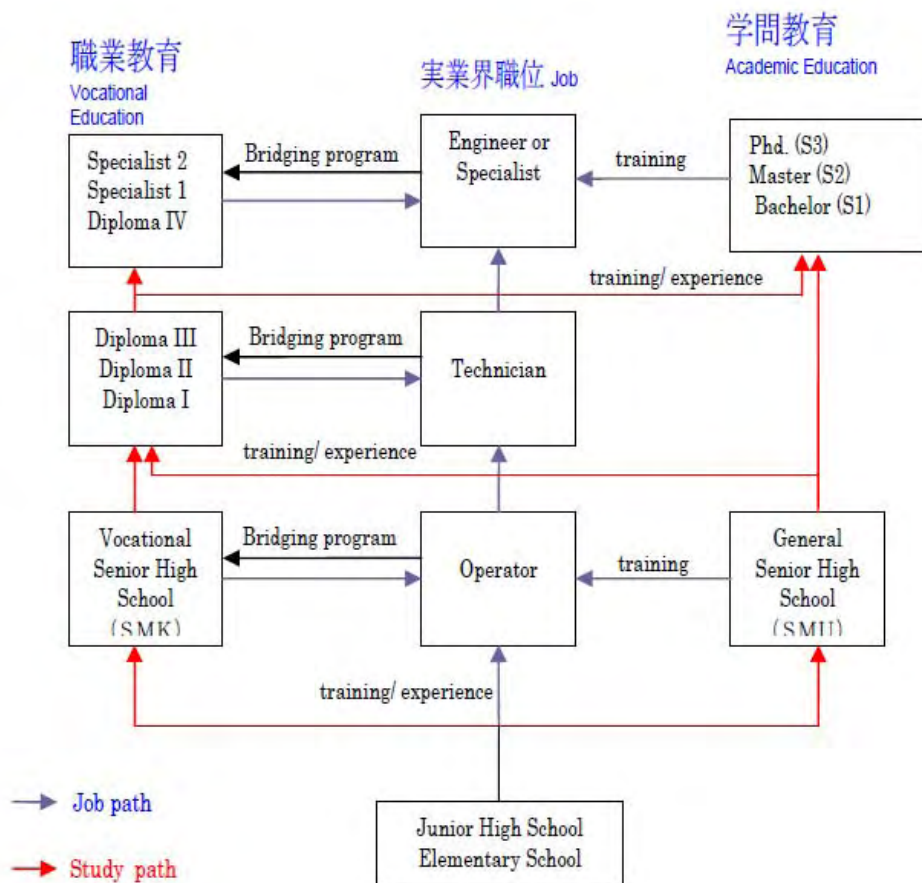 職業教育
Vocational
Education
実業界職位 Job
学問教育
Academic Education
Specialist 2
Specialist 1
Diploma IV
Bridging program
Engineer or
Specialist
training
Phd. (S3)
Master (S2)
Bachelor (S1)
training/ experience
Diploma III
Diploma II
Diploma I
Bridging program
Technician
training/ experience
Vocational
Senior High
School
(SMK)
Bridging program
Operator
training
General
Senior High
School
(SMU)
training/ experience
Job path
Study path
Junior High School
Elementary School